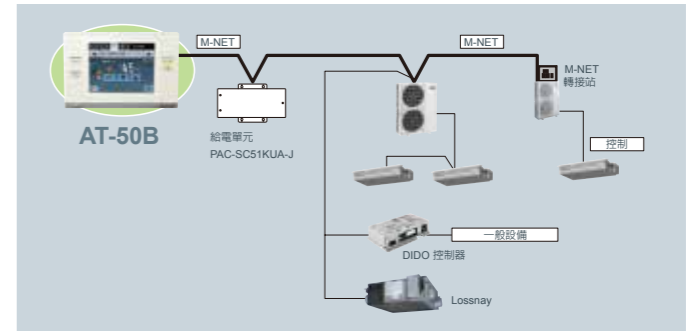 M-NET
M-NET
M-NET
轉接站
AT-50B
給電單元
PAC-SC51KUA-J
控制
一般設備
DIDO 控制器
Lossnay